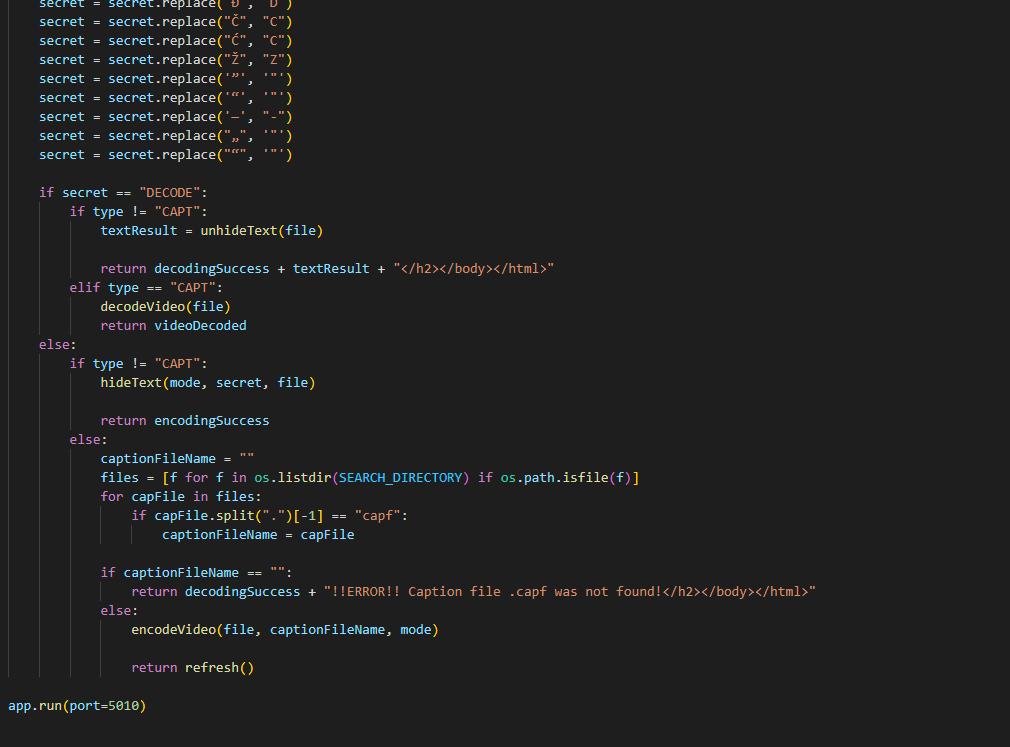 secret = secret.replace("Đ", "D")
secret = secret.replace("Č", "C")
secret = secret.replace("Ć", "C")
secret = secret.replace("Ž", "Z")
secret = secret.replace('”', '"')
secret = secret.replace('“', '"')
secret = secret.replace('–', "-")
secret = secret.replace("„", '"')
secret = secret.replace("“", '"')
if secret == "DECODE":
if type != "CAPT":
textResult = unhideText(file)
return decodingSuccess + textResult + "</h2></body></html>"
elif type == "CAPT":
decodeVideo(file)
return videoDecoded
else:
if type != "CAPT":
hideText(mode, secret, file)
return encodingSuccess
else:
captionFileName = ""
files = [f for f in os.listdir(SEARCH_DIRECTORY) if os.path.isfile(f)]
for capFile in files:
if capFile.split(".")[-1] == "capf":
captionFileName = capFile
if captionFileName == "":
return decodingSuccess + "!!ERROR!! Caption file .capf was not found!</h2></body></html>"
else:
encodeVideo(file, captionFileName, mode)
return refresh()
app.run(port=5010)